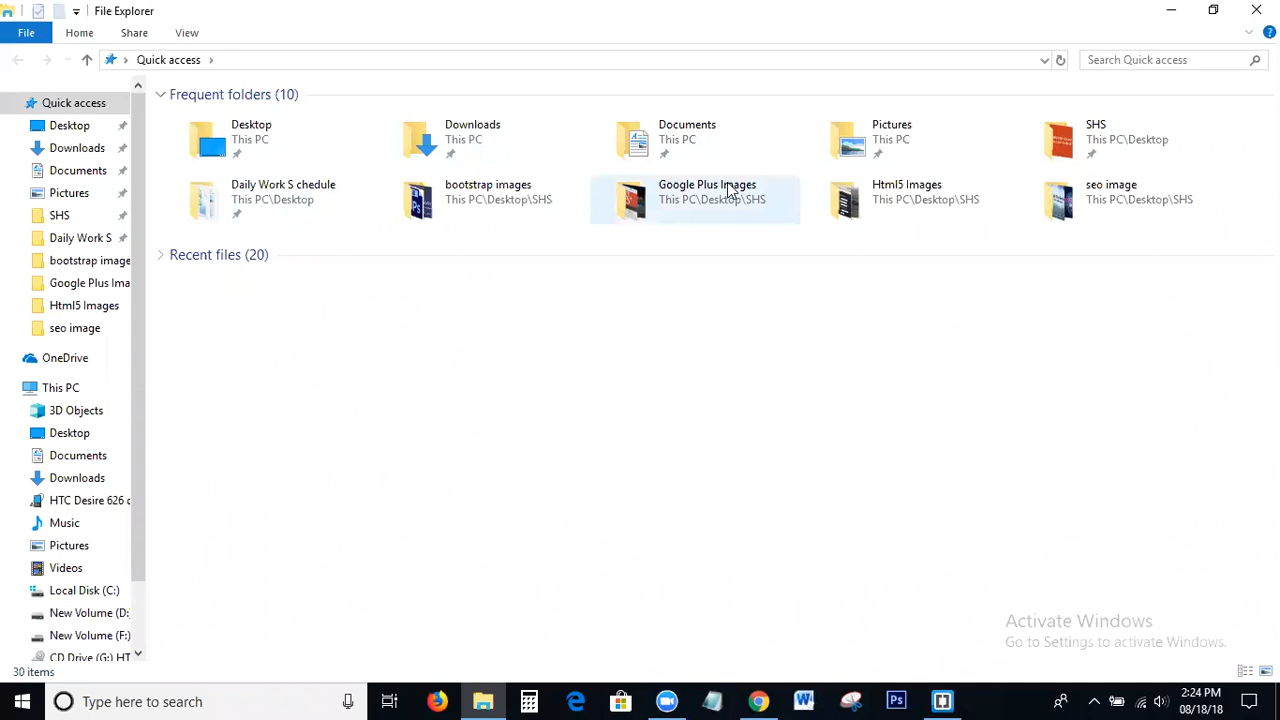 File Explorer
File Home Share View
Quick access
Search Quick access
Quick access
Desktop
Downloads
Documents
Pictures
SHS
Daily Work S
bootstrap image
Google Plus Ima
Html5 Images
seo image
OneDrive
This PC
3D Objects
Desktop
Documents
Downloads
HTC Desire 626 d
Music
Pictures
Videos
Local Disk (C:)
New Volume (D:
New Volume (F:)
CD Drive (G:) HT
Frequent folders (10)
Desktop
This PC
Downloads
This PC
Documents
This PC
Pictures
This PC
SHS
This PC\Desktop
Daily Work S chedule
This PC\Desktop
bootstrap images
This PC\Desktop\SHS
Google Plus Images
This PC\Desktop\SHS
Html5 Images
This PC\Desktop\SHS
seo image
This PC\Desktop\SHS
Recent files (20)
Activate Windows
Go to Settings to activate Windows.
30 items
Type here to search
2:24 PM
08/18/18